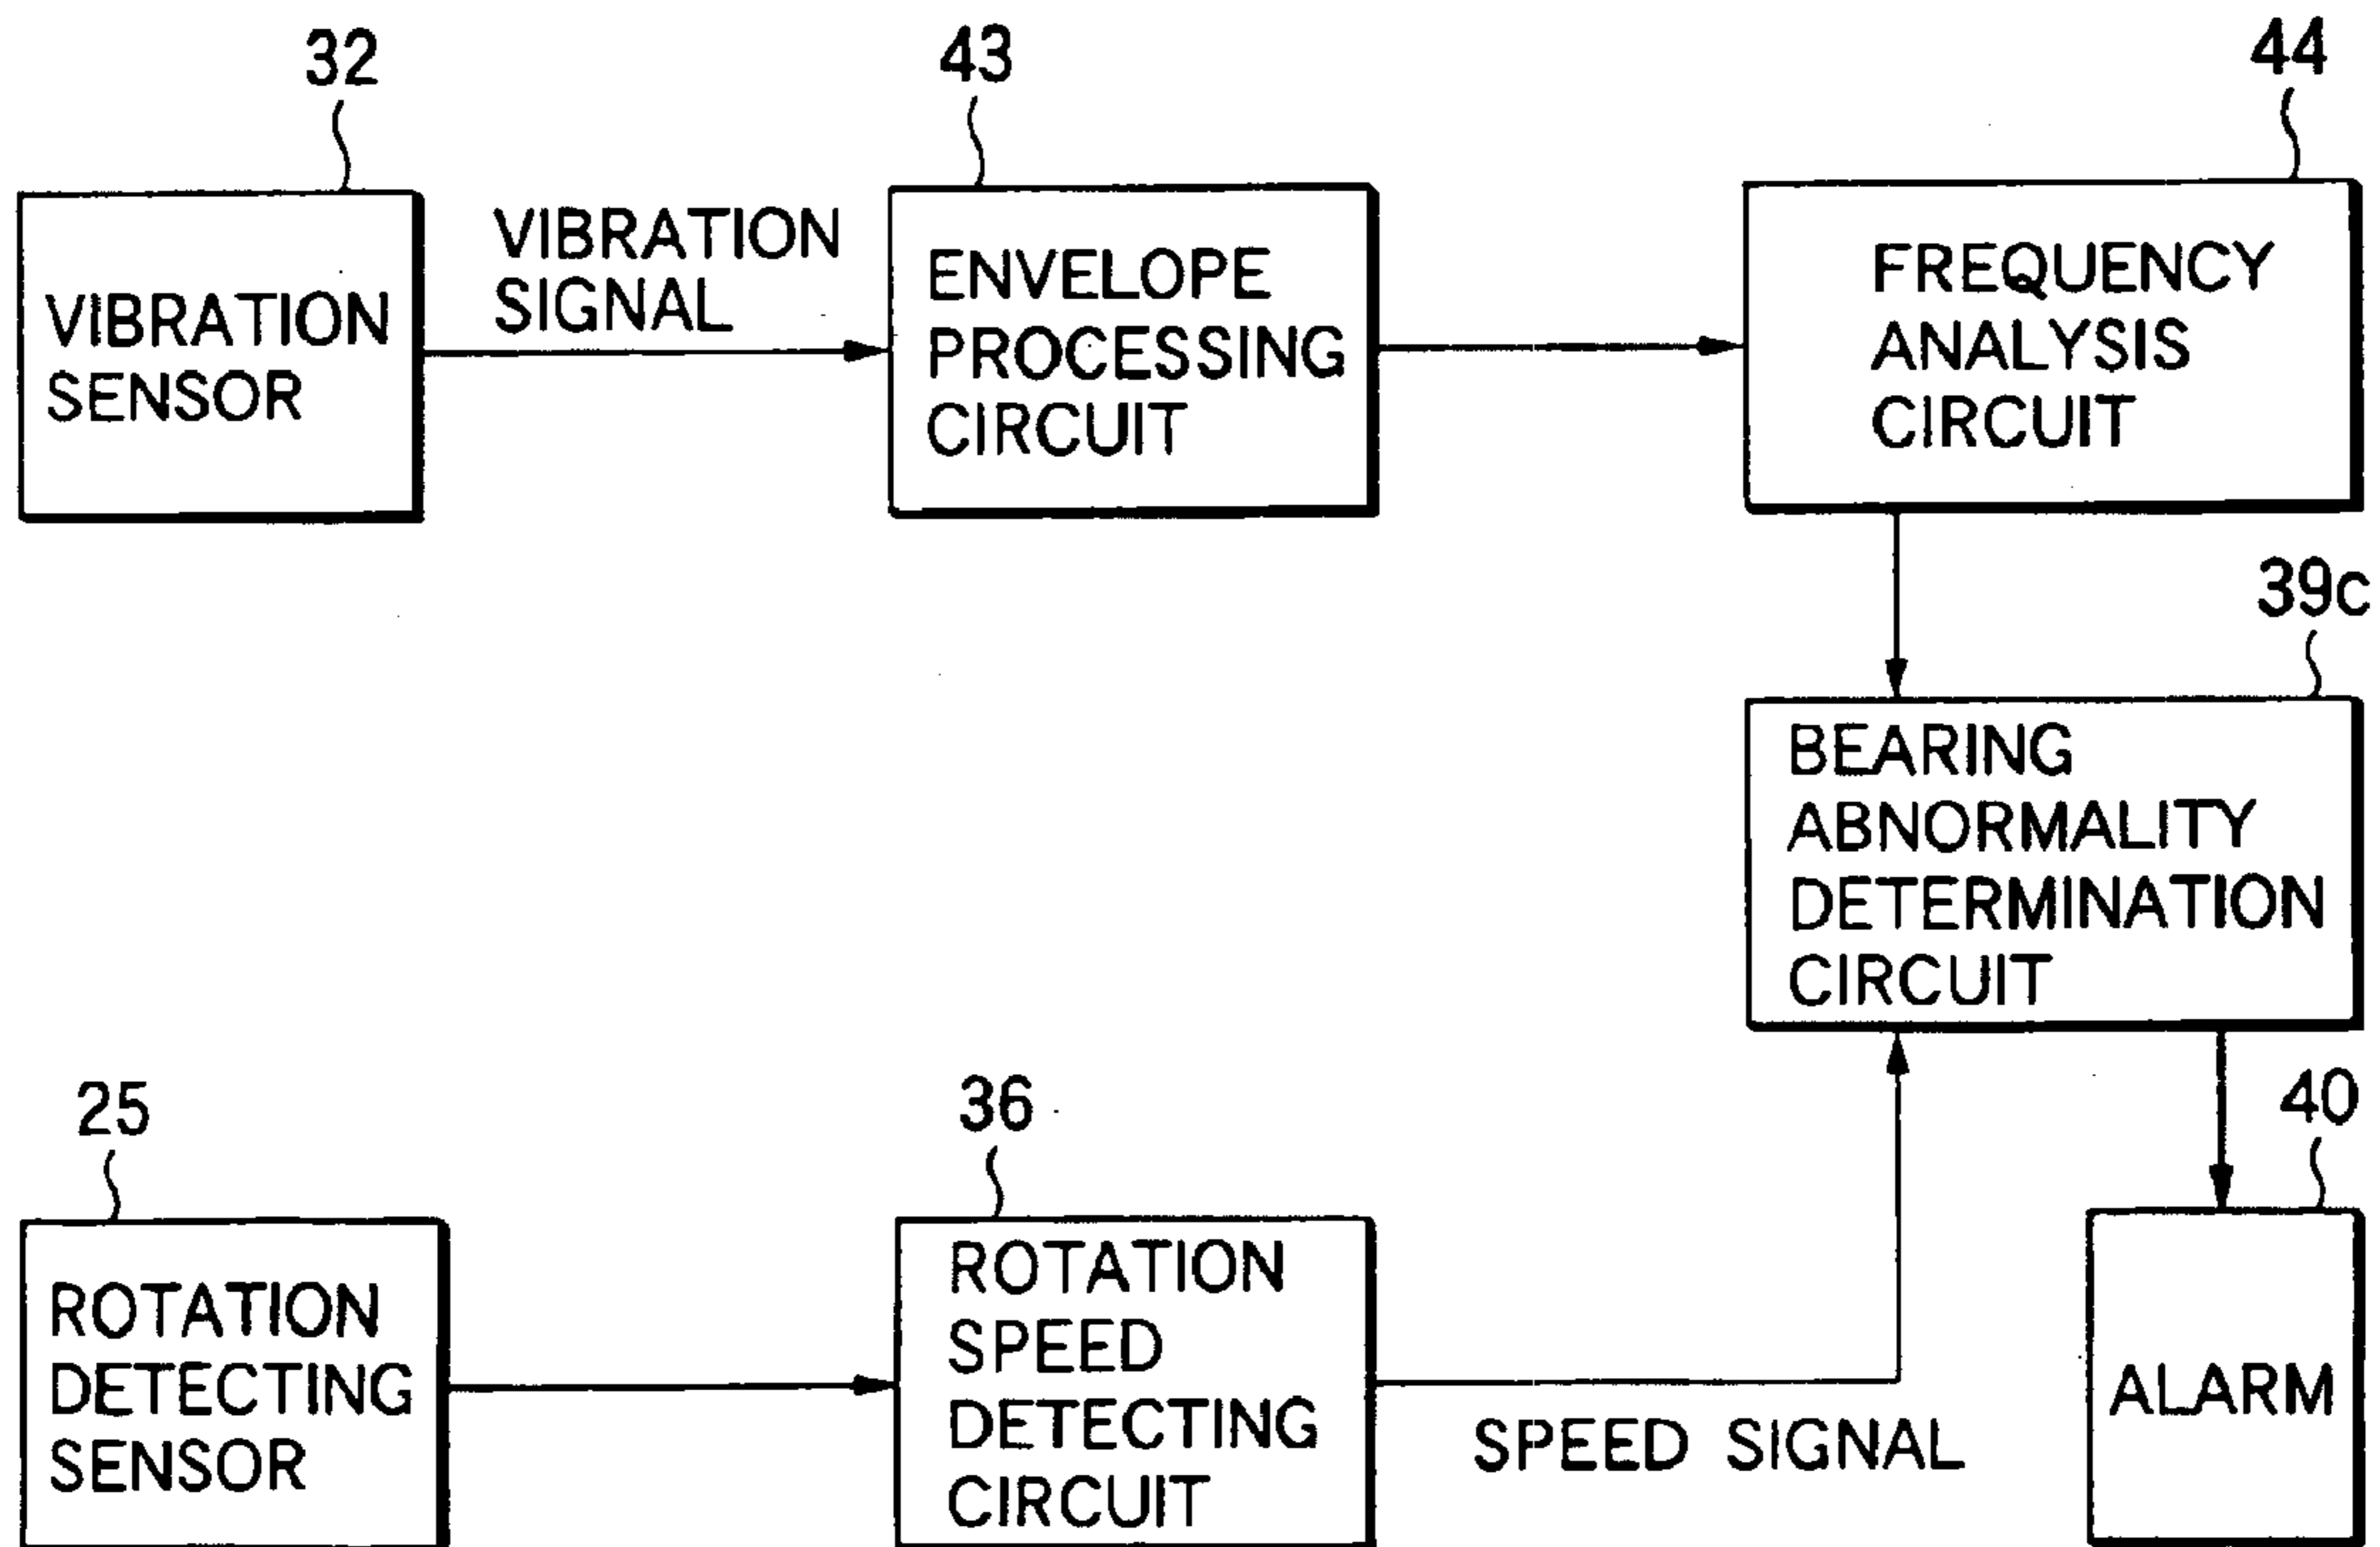 32
43
44
VIBRATION
SENSOR
VIBRATION
SIGNAL
ENVELOPE
PROCESSING
CIRCUIT
FREQUENCY
ANALYSIS
CIRCUIT
39c
BEARING
ABNORMALITY
DETERMINATION
CIRCUIT
25
36
40
ROTATION
DETECTING
SENSOR
ROTATION
SPEED
DETECTING
CIRCUIT
SPEED SIGNAL
ALARM